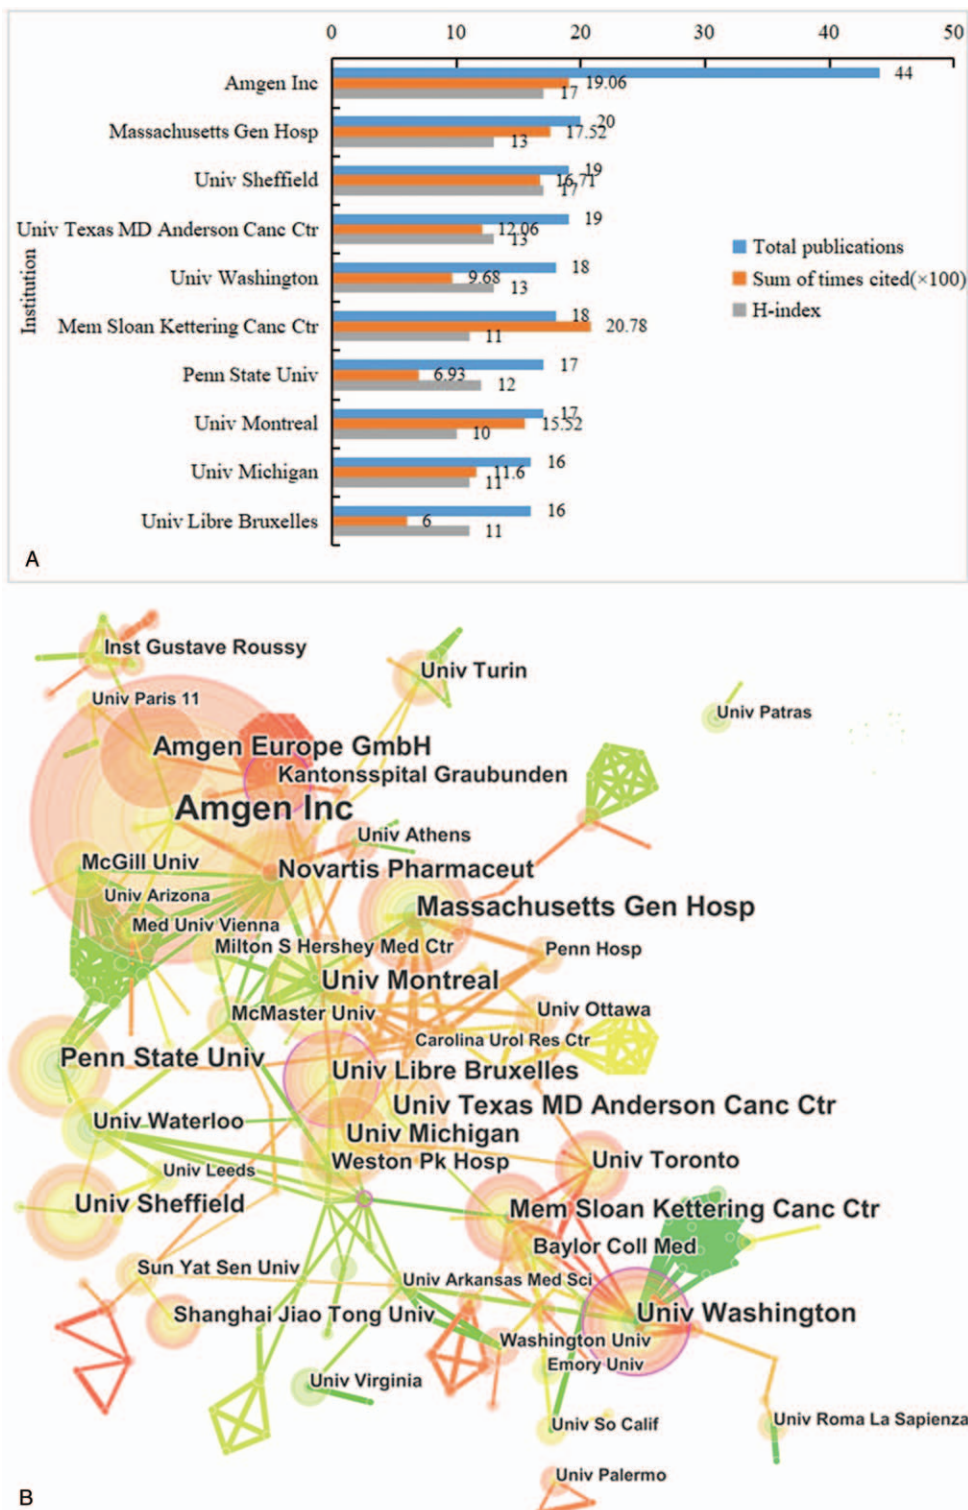 0 10 20 30 40 50
Amgen Inc 44 19.06 17
Massachusetts Gen Hosp 20 17.52 13
Univ Sheffield 19 16.71 17
Univ Texas MD Anderson Canc Ctr 19 12.06 13
Univ Washington 18 9.68 13
Mem Sloan Kettering Canc Ctr 18 20.78 11
Penn State Univ 17 6.93 12
Univ Montreal 17 15.52 10
Univ Michigan 16 11.6 11
Univ Libre Bruxelles 16 6 11
Institution
Total publications
Sum of times cited(×100)
H-index
A
Inst Gustave Roussy
Univ Turin
Univ Paris 11
Univ Patras
Amgen Europe GmbH
Kantonsspital Graubunden
Amgen Inc
Univ Athens
McGill Univ
Novartis Pharmaceut
Univ Arizona
Massachusetts Gen Hosp
Med Univ Vienna
Milton S Hershey Med Ctr
Penn Hosp
Univ Montreal
McMaster Univ
Univ Ottawa
Carolina Urol Res Ctr
Penn State Univ
Univ Libre Bruxelles
Univ Texas MD Anderson Canc Ctr
Univ Waterloo
Univ Michigan
Weston Pk Hosp
Univ Toronto
Univ Leeds
Univ Sheffield
Mem Sloan Kettering Canc Ctr
Baylor Coll Med
Sun Yat Sen Univ
Univ Arkansas Med Sci
Shanghai Jiao Tong Univ
Univ Washington
Washington Univ
Emory Univ
Univ Virginia
Univ So Calif
Univ Roma La Sapienza
Univ Palermo
B